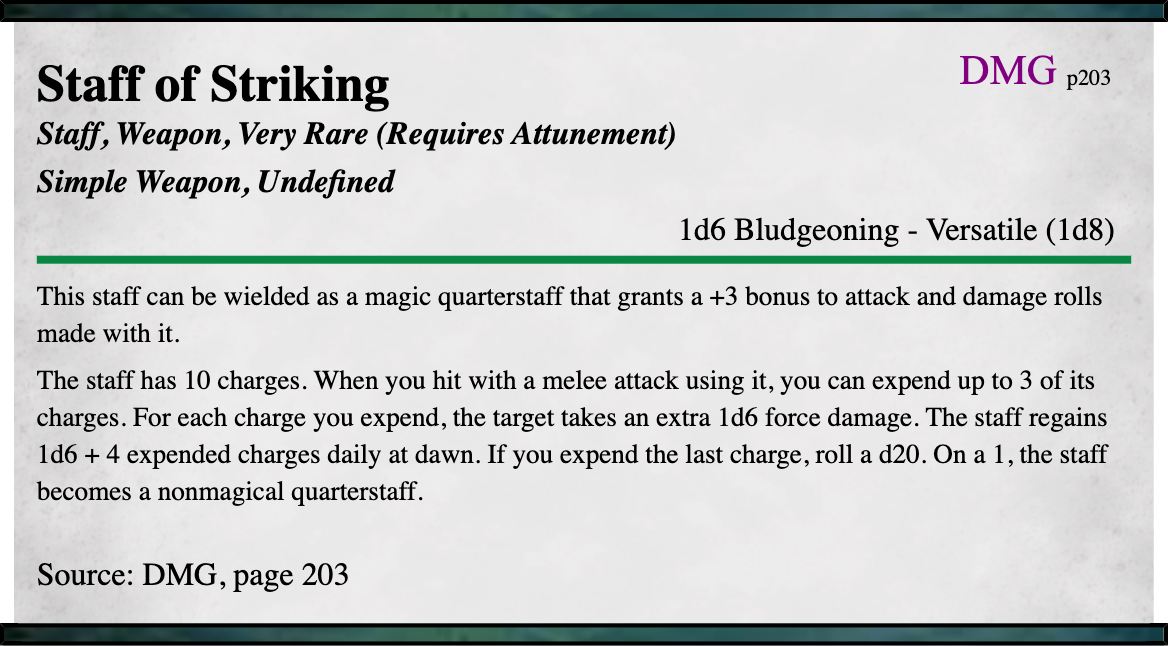 Staff of Striking
DMG p203
Staff, Weapon, Very Rare (Requires Attunement)
Simple Weapon, Undefined
1d6 Bludgeoning - Versatile (1d8)
This staff can be wielded as a magic quarterstaff that grants a +3 bonus to attack and damage rolls
made with it.
The staff has 10 charges. When you hit with a melee attack using it, you can expend up to 3 of its
charges. For each charge you expend, the target takes an extra 1d6 force damage. The staff regains
1d6 + 4 expended charges daily at dawn. If you expend the last charge, roll a d20. On a 1, the staff
becomes a nonmagical quarterstaff.
Source: DMG, page 203